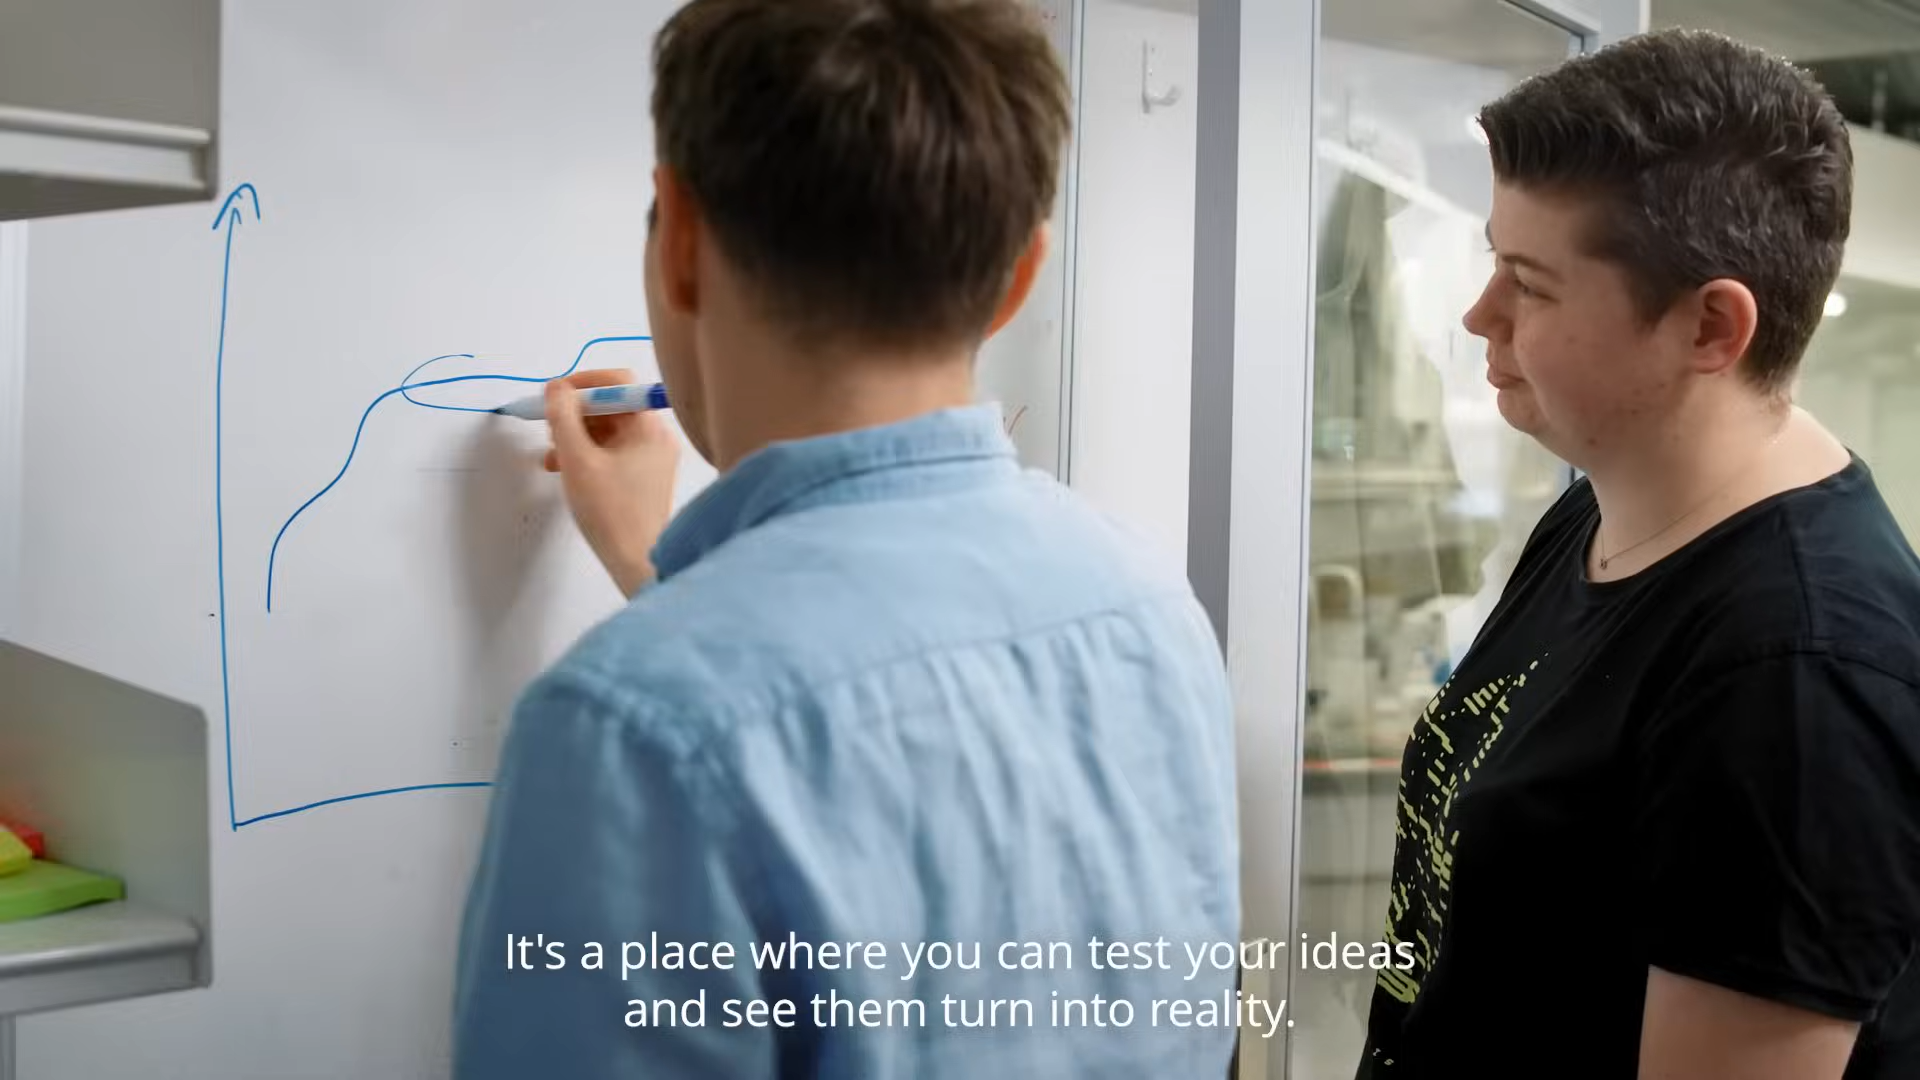 It's a place where you can test your ideas
and see them turn into reality.